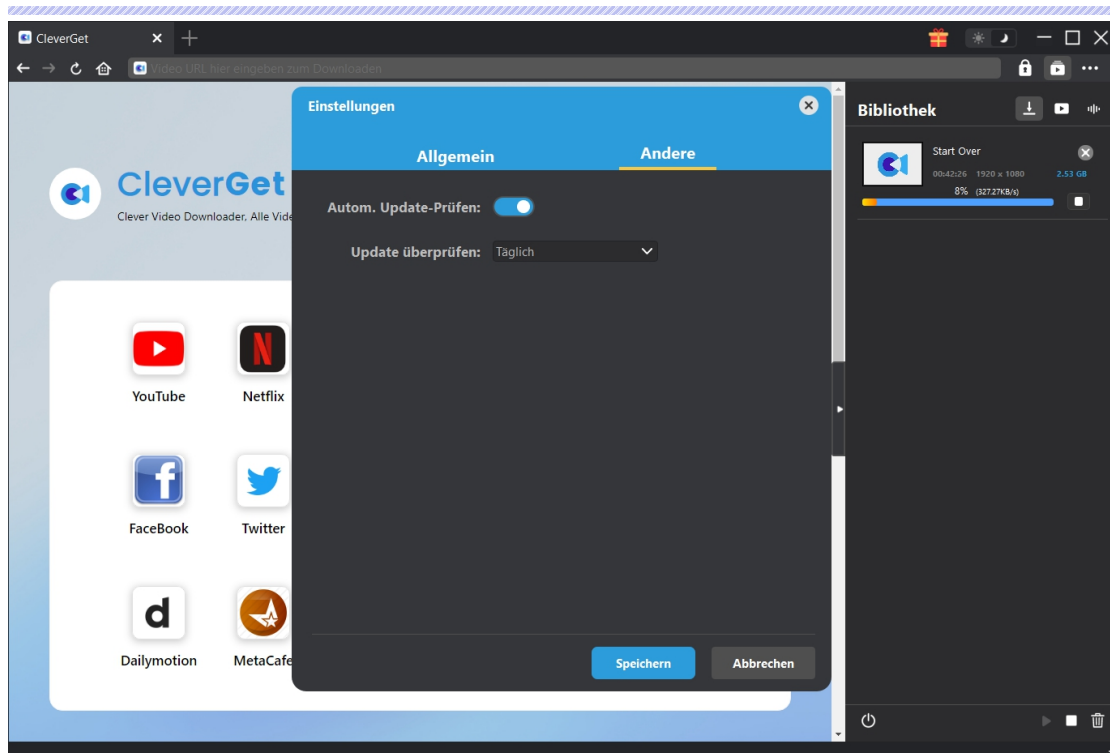 CleverGet
Video URL hier eingeben zum Downloaden
Einstellungen
Allgemein
Andere
Autom. Update-Prüfen:
Update überprüfen:
Täglich
Speichern
Abbrechen
CleverGet
Clever Video Downloader. Alle Vide
YouTube
Netflix
FaceBook
Twitter
Dailymotion
MetaCafe
Bibliothek
Start Over
00:42:26 1920 x 1080 2.53 GB
8% (327.27KB/s)